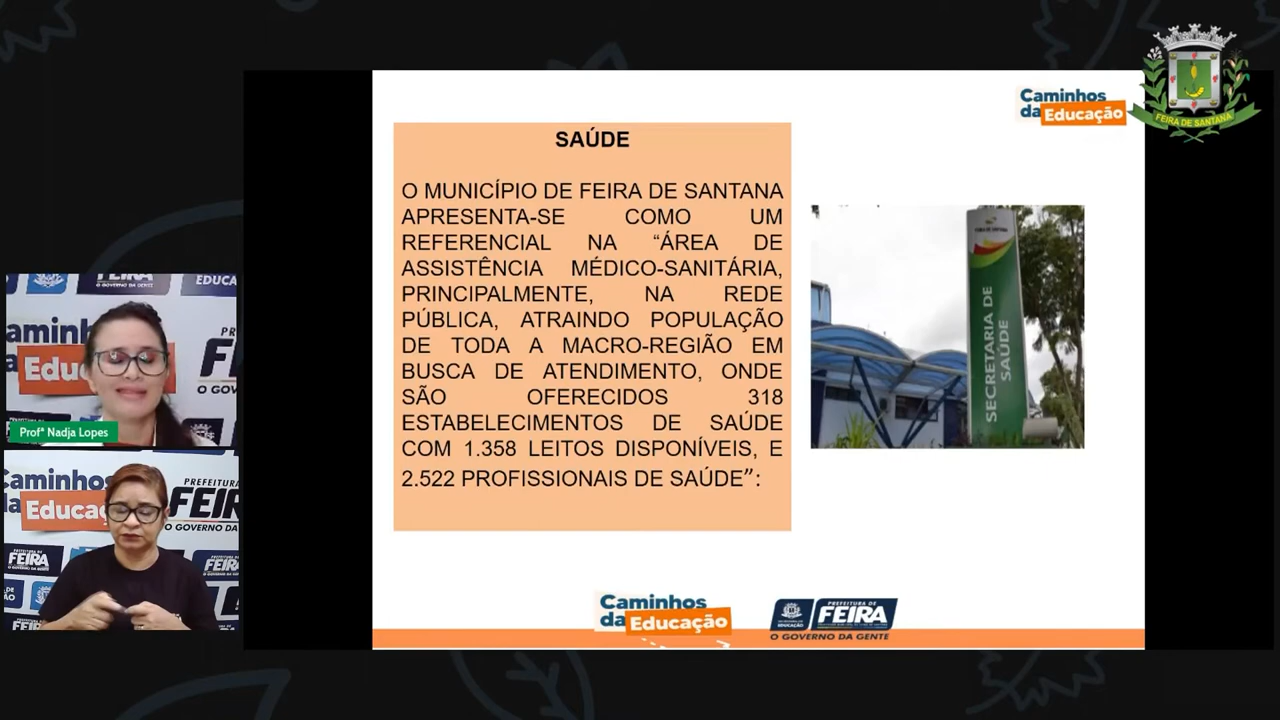 Caminhos
da Educação
FEIRA DE SANTANA
SAÚDE
O MUNICÍPIO DE FEIRA DE SANTANA
APRESENTA-SE COMO UM
REFERENCIAL NA “ÁREA DE
ASSISTÊNCIA MÉDICO-SANITÁRIA,
PRINCIPALMENTE, NA REDE
PÚBLICA, ATRAINDO POPULAÇÃO
DE TODA A MACRO-REGIÃO EM
BUSCA DE ATENDIMENTO, ONDE
SÃO OFERECIDOS 318
ESTABELECIMENTOS DE SAÚDE
COM 1.358 LEITOS DISPONÍVEIS, E
2.522 PROFISSIONAIS DE SAÚDE”:
SECRETARIA DE
SAÚDE
Profª Nadja Lopes
Caminhos
da Educação
PREFEITURA DE
FEIRA
O GOVERNO DA GENTE